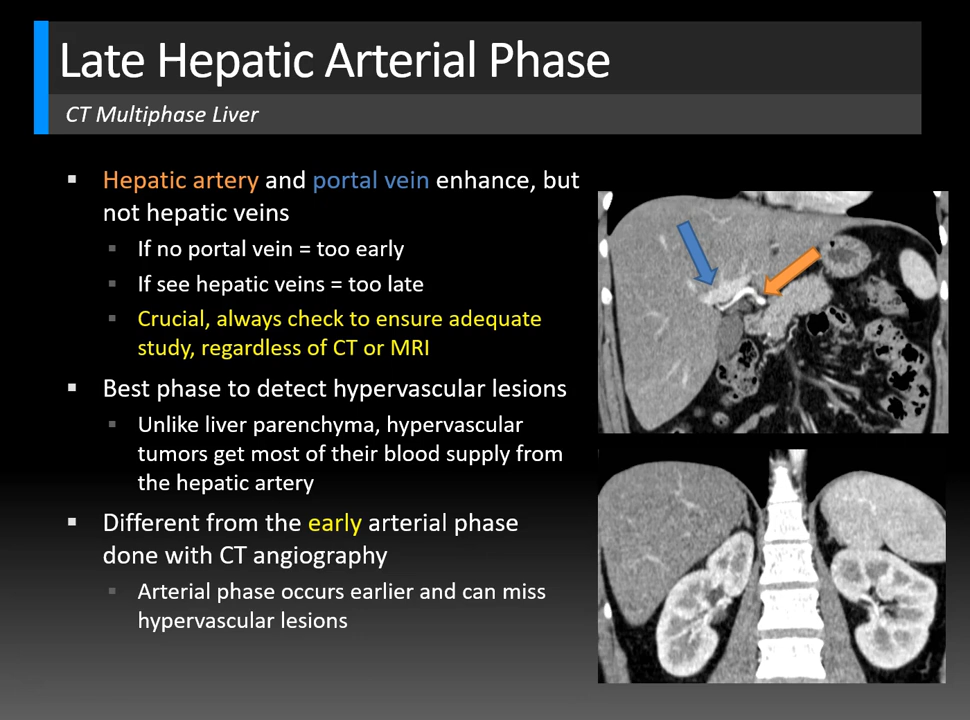 Late Hepatic Arterial Phase
CT Multiphase Liver
Hepatic artery and portal vein enhance, but
not hepatic veins
If no portal vein = too early
If see hepatic veins = too late
Crucial, always check to ensure adequate
study, regardless of CT or MRI
Best phase to detect hypervascular lesions
Unlike liver parenchyma, hypervascular
tumors get most of their blood supply from
the hepatic artery
Different from the early arterial phase
done with CT angiography
Arterial phase occurs earlier and can miss
hypervascular lesions